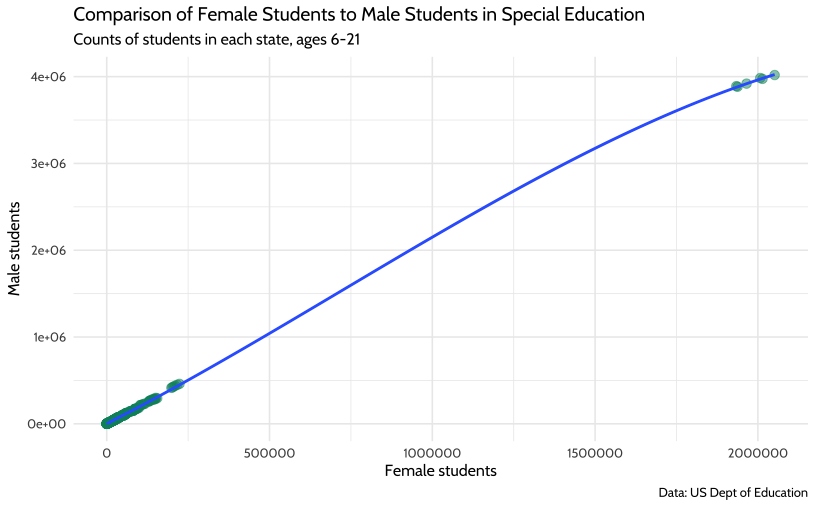 Comparison of Female Students to Male Students in Special Education
Counts of students in each state, ages 6-21
4e+06
3e+06
2e+06
1e+06
0e+00
Male students
0 500000 1000000 1500000 2000000
Female students
Data: US Dept of Education